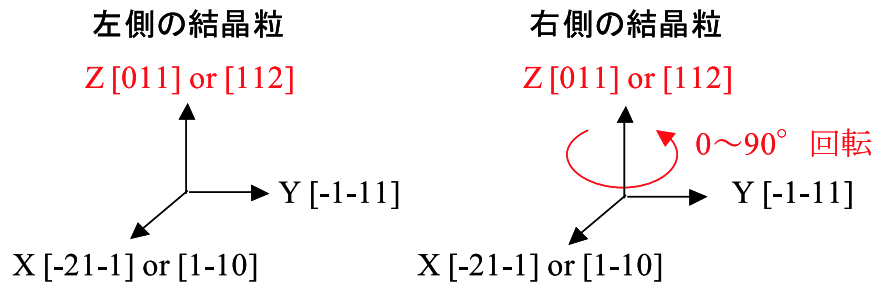 左側の結晶粒
Z [011] or [112]
Y [-1-11]
X [-21-1] or [1-10]
右側の結晶粒
Z [011] or [112]
0～90° 回転
Y [-1-11]
X [-21-1] or [1-10]